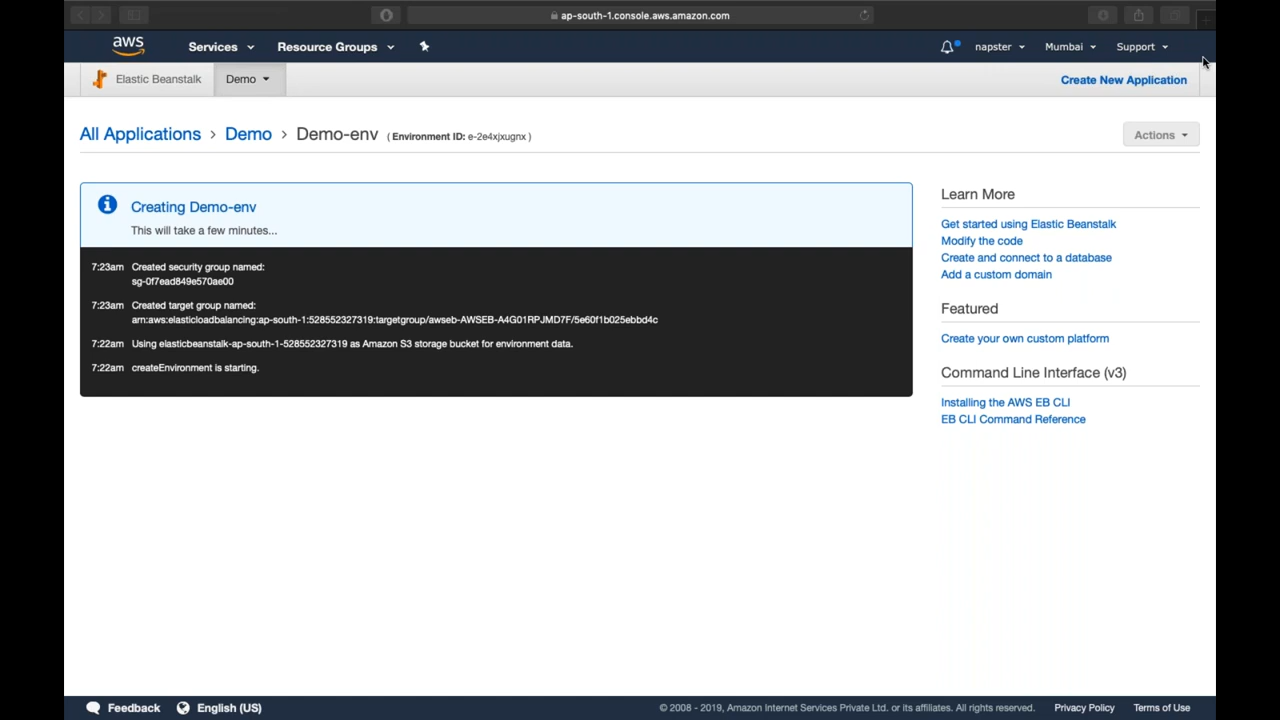 ap-south-1.console.aws.amazon.com
aws Services Resource Groups napster Mumbai Support
Elastic Beanstalk Demo Create New Application
All Applications > Demo > Demo-env ( Environment ID: e-2e4xjxugnx ) Actions
Creating Demo-env
This will take a few minutes...
7:23am Created security group named:
sg-0f7ead849e570ae00
7:23am Created target group named:
arn:aws:elasticloadbalancing:ap-south-1:528552327319:targetgroup/awseb-AWSEB-A4G01RPJMD7F/5e60f1b025ebbd4c
7:22am Using elasticbeanstalk-ap-south-1-528552327319 as Amazon S3 storage bucket for environment data.
7:22am createEnvironment is starting.
Learn More
Get started using Elastic Beanstalk
Modify the code
Create and connect to a database
Add a custom domain
Featured
Create your own custom platform
Command Line Interface (v3)
Installing the AWS EB CLI
EB CLI Command Reference
Feedback English (US) © 2008 - 2019, Amazon Internet Services Private Ltd. or its affiliates. All rights reserved. Privacy Policy Terms of Use